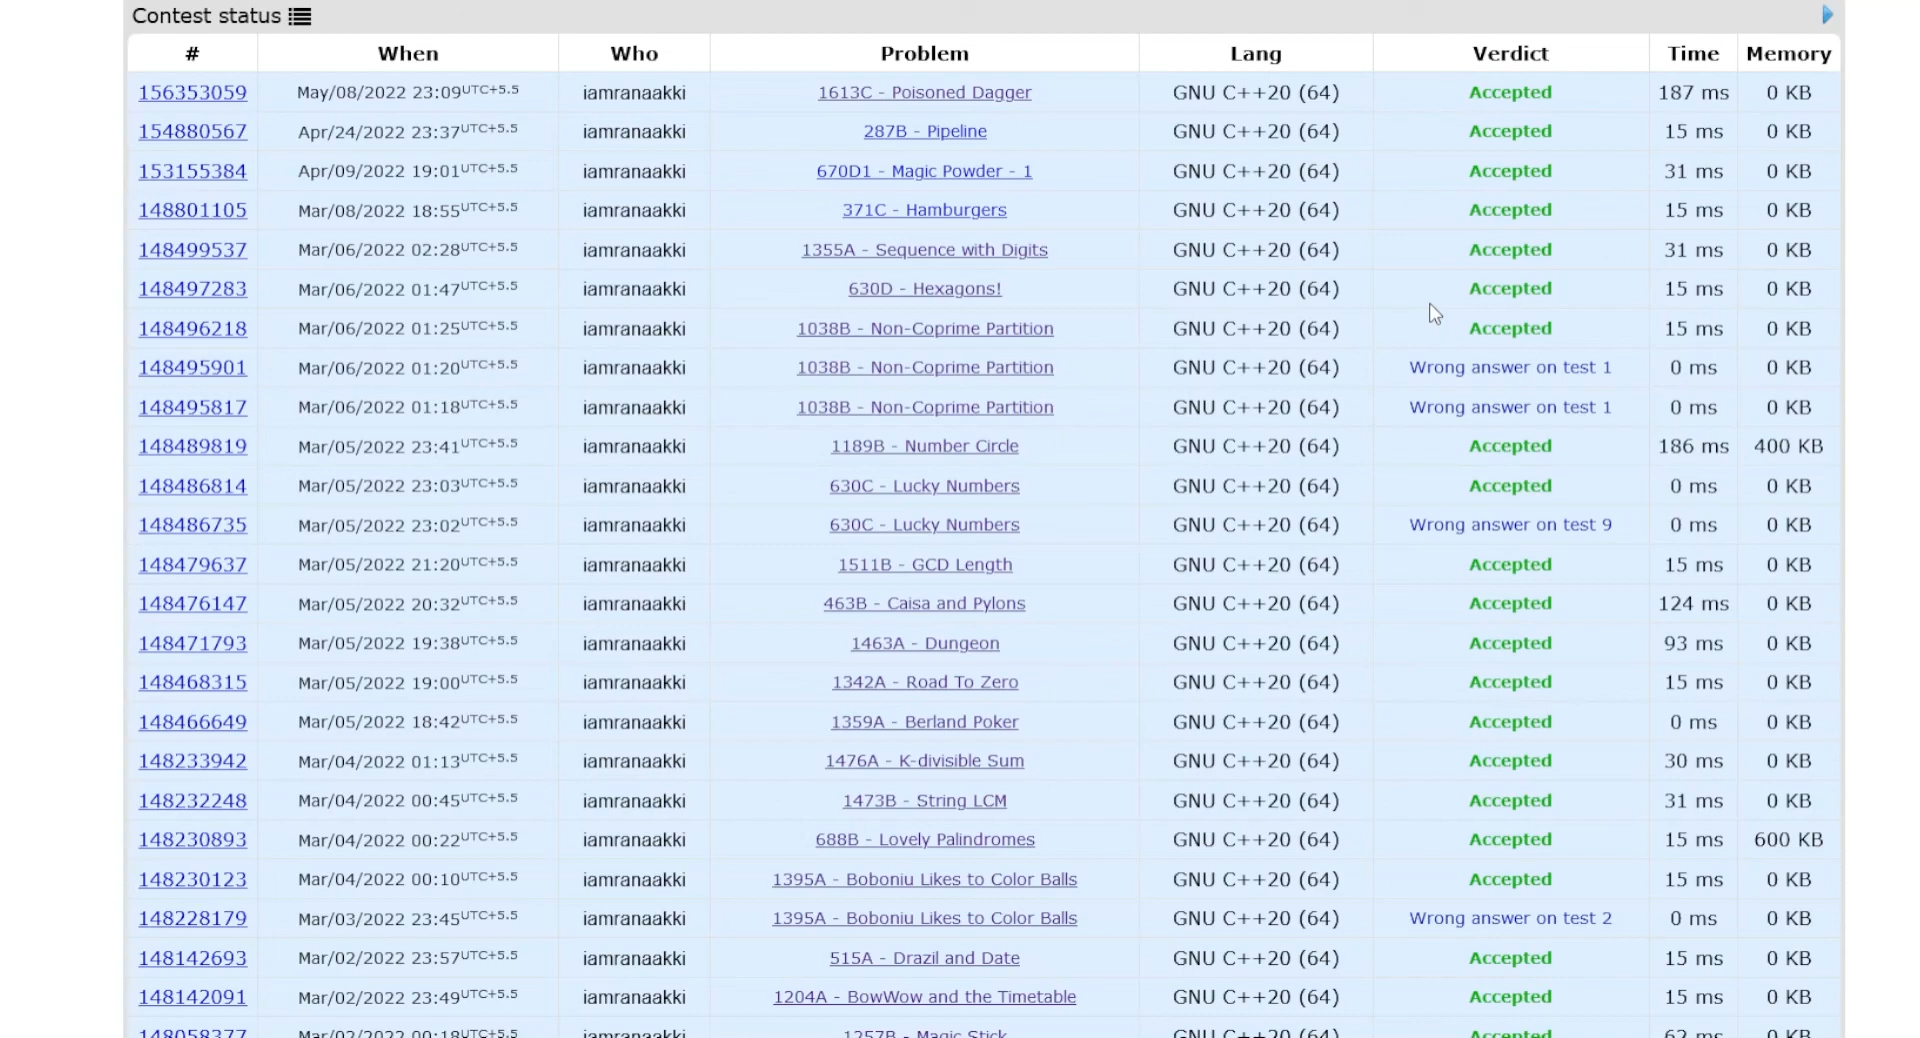 Contest status
# When Who Problem Lang Verdict Time Memory
156353059 May/08/2022 23:09UTC+5.5 iamranaakki 1613C - Poisoned Dagger GNU C++20 (64) Accepted 187 ms 0 KB
154880567 Apr/24/2022 23:37UTC+5.5 iamranaakki 287B - Pipeline GNU C++20 (64) Accepted 15 ms 0 KB
153155384 Apr/09/2022 19:01UTC+5.5 iamranaakki 670D1 - Magic Powder - 1 GNU C++20 (64) Accepted 31 ms 0 KB
148801105 Mar/08/2022 18:55UTC+5.5 iamranaakki 371C - Hamburgers GNU C++20 (64) Accepted 15 ms 0 KB
148499537 Mar/06/2022 02:28UTC+5.5 iamranaakki 1355A - Sequence with Digits GNU C++20 (64) Accepted 31 ms 0 KB
148497283 Mar/06/2022 01:47UTC+5.5 iamranaakki 630D - Hexagons! GNU C++20 (64) Accepted 15 ms 0 KB
148496218 Mar/06/2022 01:25UTC+5.5 iamranaakki 1038B - Non-Coprime Partition GNU C++20 (64) Accepted 15 ms 0 KB
148495901 Mar/06/2022 01:20UTC+5.5 iamranaakki 1038B - Non-Coprime Partition GNU C++20 (64) Wrong answer on test 1 0 ms 0 KB
148495817 Mar/06/2022 01:18UTC+5.5 iamranaakki 1038B - Non-Coprime Partition GNU C++20 (64) Wrong answer on test 1 0 ms 0 KB
148489819 Mar/05/2022 23:41UTC+5.5 iamranaakki 1189B - Number Circle GNU C++20 (64) Accepted 186 ms 400 KB
148486814 Mar/05/2022 23:03UTC+5.5 iamranaakki 630C - Lucky Numbers GNU C++20 (64) Accepted 0 ms 0 KB
148486735 Mar/05/2022 23:02UTC+5.5 iamranaakki 630C - Lucky Numbers GNU C++20 (64) Wrong answer on test 9 0 ms 0 KB
148479637 Mar/05/2022 21:20UTC+5.5 iamranaakki 1511B - GCD Length GNU C++20 (64) Accepted 15 ms 0 KB
148476147 Mar/05/2022 20:32UTC+5.5 iamranaakki 463B - Caisa and Pylons GNU C++20 (64) Accepted 124 ms 0 KB
148471793 Mar/05/2022 19:38UTC+5.5 iamranaakki 1463A - Dungeon GNU C++20 (64) Accepted 93 ms 0 KB
148468315 Mar/05/2022 19:00UTC+5.5 iamranaakki 1342A - Road To Zero GNU C++20 (64) Accepted 15 ms 0 KB
148466649 Mar/05/2022 18:42UTC+5.5 iamranaakki 1359A - Berland Poker GNU C++20 (64) Accepted 0 ms 0 KB
148233942 Mar/04/2022 01:13UTC+5.5 iamranaakki 1476A - K-divisible Sum GNU C++20 (64) Accepted 30 ms 0 KB
148232248 Mar/04/2022 00:45UTC+5.5 iamranaakki 1473B - String LCM GNU C++20 (64) Accepted 31 ms 0 KB
148230893 Mar/04/2022 00:22UTC+5.5 iamranaakki 688B - Lovely Palindromes GNU C++20 (64) Accepted 15 ms 600 KB
148230123 Mar/04/2022 00:10UTC+5.5 iamranaakki 1395A - Boboniu Likes to Color Balls GNU C++20 (64) Accepted 15 ms 0 KB
148228179 Mar/03/2022 23:45UTC+5.5 iamranaakki 1395A - Boboniu Likes to Color Balls GNU C++20 (64) Wrong answer on test 2 0 ms 0 KB
148142693 Mar/02/2022 23:57UTC+5.5 iamranaakki 515A - Drazil and Date GNU C++20 (64) Accepted 15 ms 0 KB
148142091 Mar/02/2022 23:49UTC+5.5 iamranaakki 1204A - BowWow and the Timetable GNU C++20 (64) Accepted 15 ms 0 KB
148058377 Mar/02/2022 00:18UTC+5.5 iamranaakki 1257B - Magic Stick GNU C++20 (64) Accepted 62 ms 0 KB